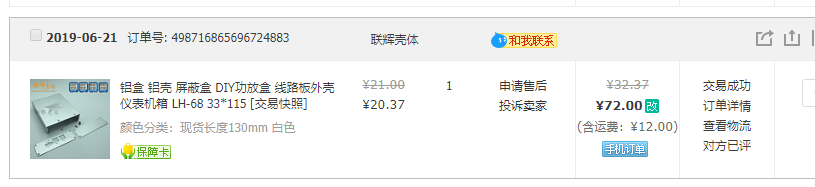 2019-06-21 订单号: 498716865696724883 联辉壳体 和我联系
铝盒 铝壳 屏蔽盒 DIY功放盒 线路板外壳 ¥21.00 1 申请售后 ¥32.37 交易成功
仪表机箱 LH-68 33*115 [交易快照] ¥20.37 投诉卖家 ¥72.00 改 订单详情
颜色分类：现货长度130mm 白色 (含运费: ¥12.00) 查看物流
保障卡 手机订单 对方已评